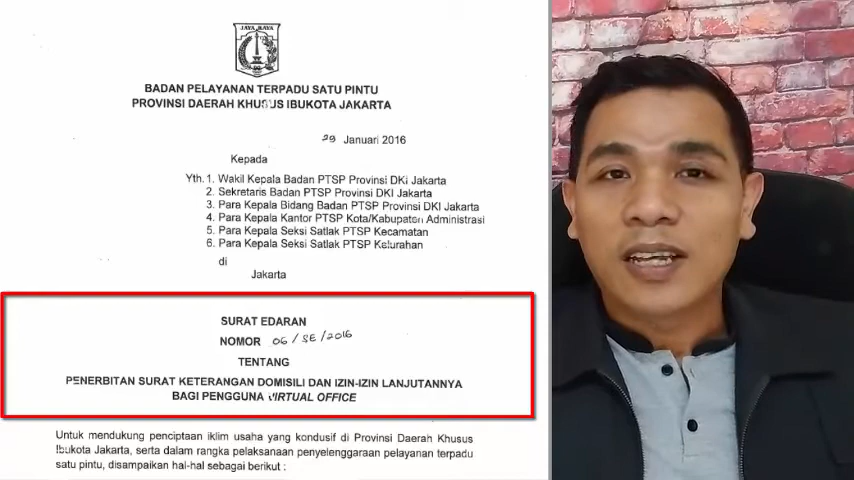 JAYA RAYA
BADAN PELAYANAN TERPADU SATU PINTU
PROVINSI DAERAH KHUSUS IBUKOTA JAKARTA
29 Januari 2016
Kepada
Yth. 1. Wakil Kepala Badan PTSP Provinsi DKI Jakarta
2. Sekretaris Badan PTSP Provinsi DKI Jakarta
3. Para Kepala Bidang Badan PTSP Provinsi DKI Jakarta
4. Para Kepala Kantor PTSP Kota/Kabupaten Administrasi
5. Para Kepala Seksi Satlak PTSP Kecamatan
6. Para Kepala Seksi Satlak PTSP Kelurahan
di
Jakarta
SURAT EDARAN
NOMOR 06/SE/2016
TENTANG
PENERBITAN SURAT KETERANGAN DOMISILI DAN IZIN-IZIN LANJUTANNYA
BAGI PENGGUNA VIRTUAL OFFICE
Untuk mendukung penciptaan iklim usaha yang kondusif di Provinsi Daerah Khusus
Ibukota Jakarta, serta dalam rangka pelaksanaan penyelenggaraan pelayanan terpadu
satu pintu, disampaikan hal-hal sebagai berikut :